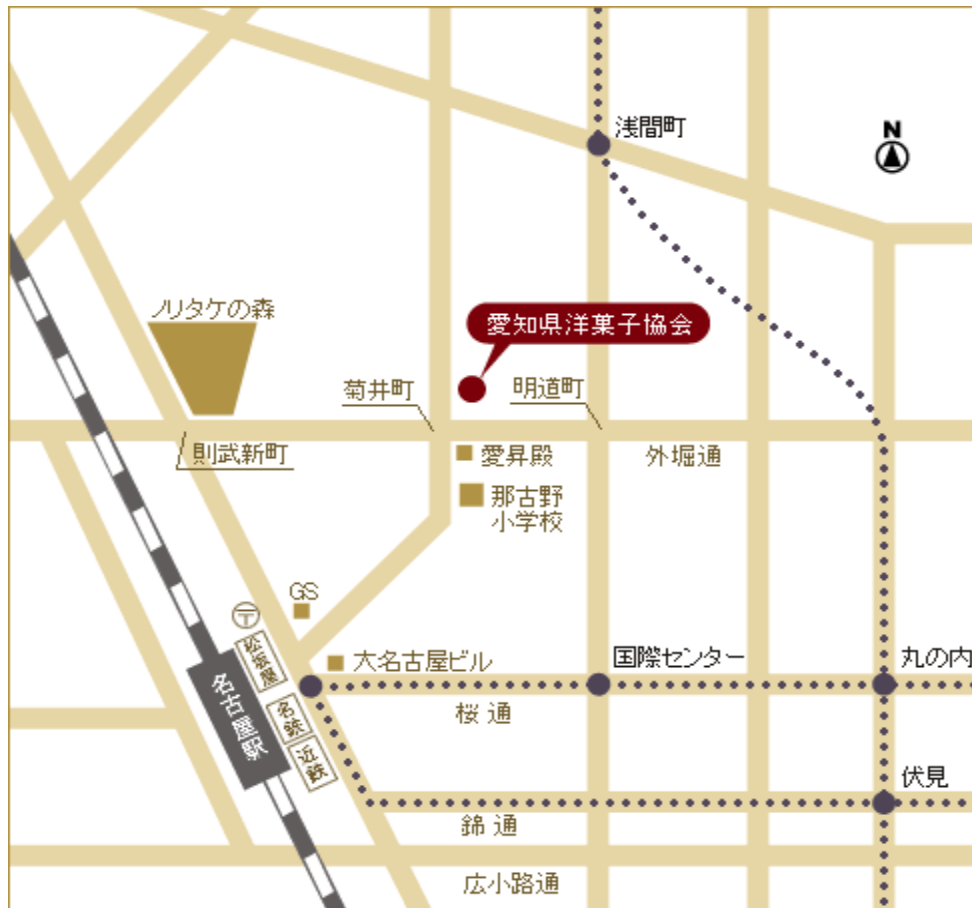 浅間町
N
ノリタケの森
愛知県洋菓子協会
菊井町
明道町
則武新町
愛昇殿
外堀通
那古野
小学校
GS
〒
松坂屋
大名古屋ビル
国際センター
丸の内
名古屋駅
名鉄
桜通
近鉄
伏見
錦通
広小路通